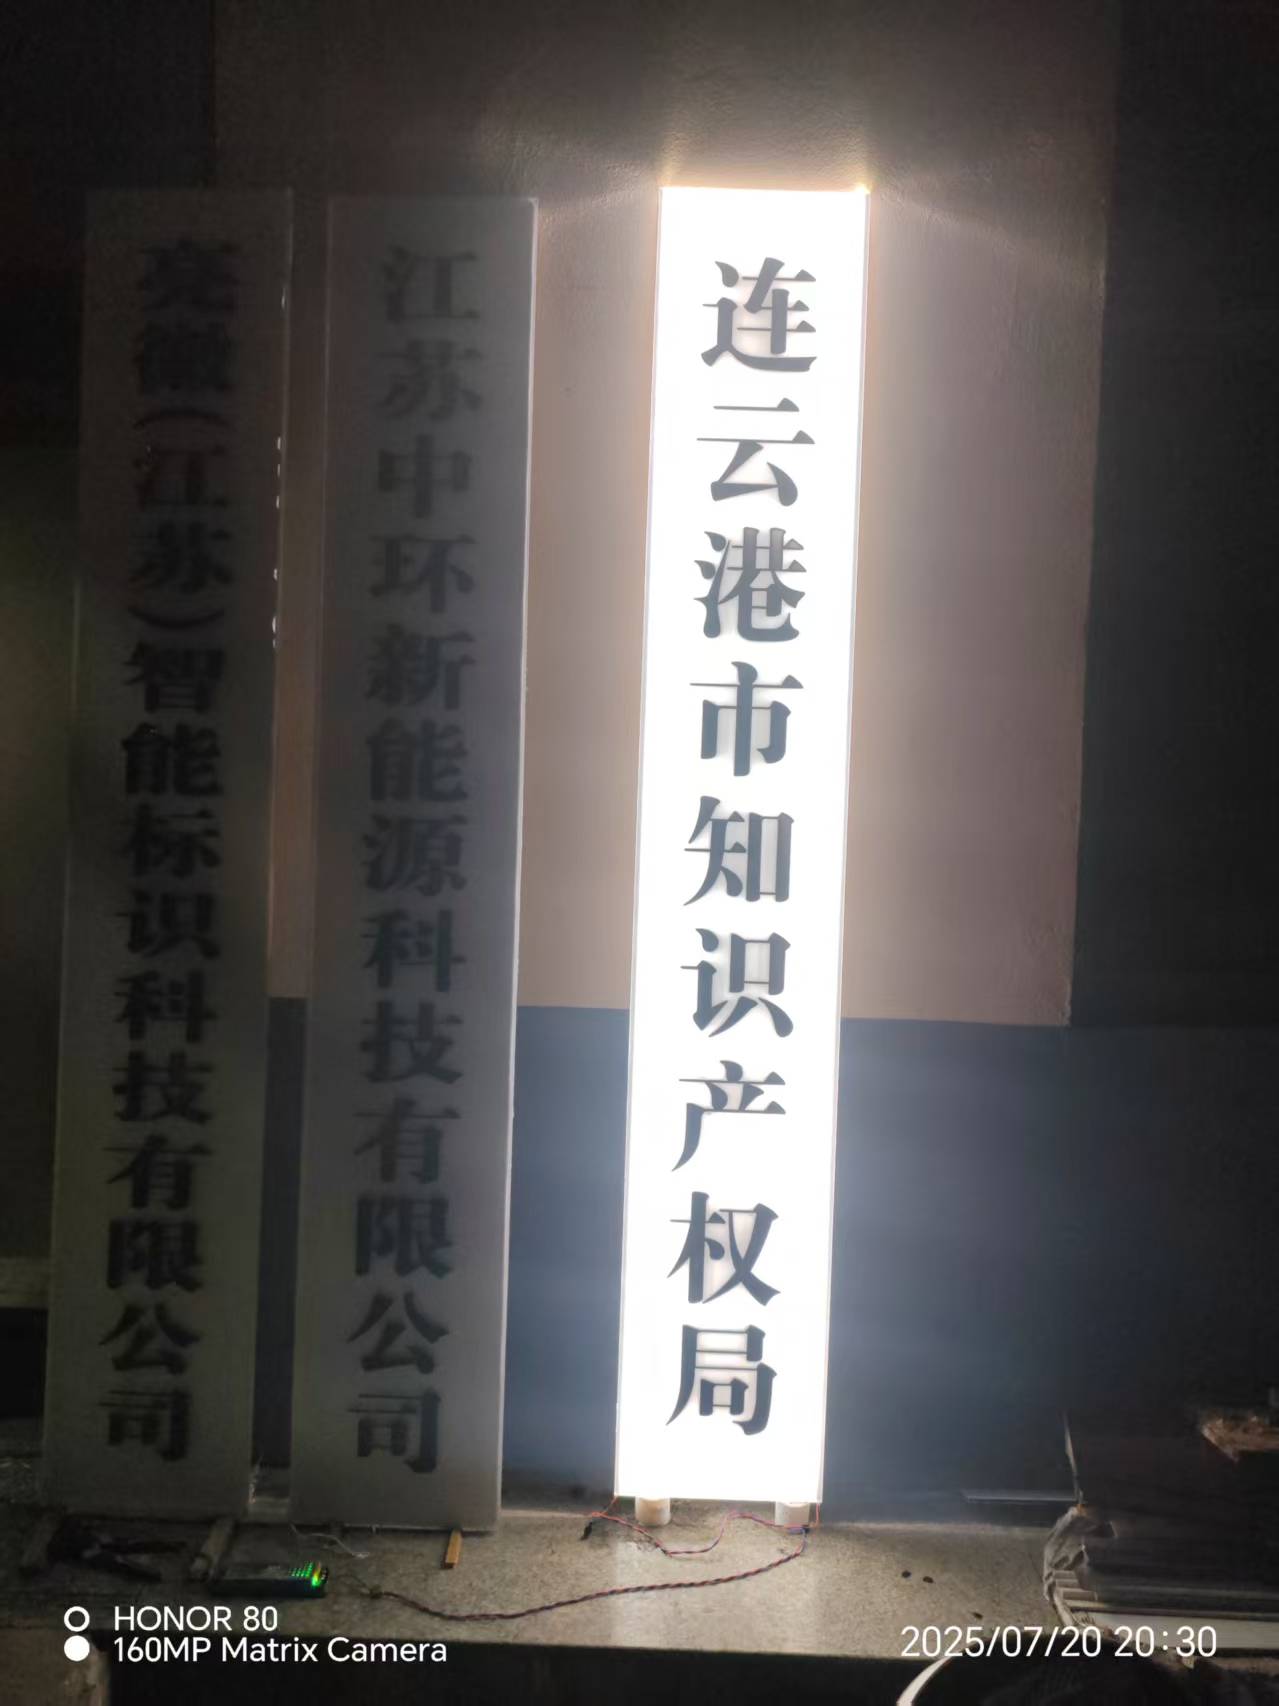 亮徽（江苏）智能标识科技有限公司
江苏中环新能源科技有限公司
连云港市知识产权局
HONOR 80
160MP Matrix Camera
2025/07/20 20:30